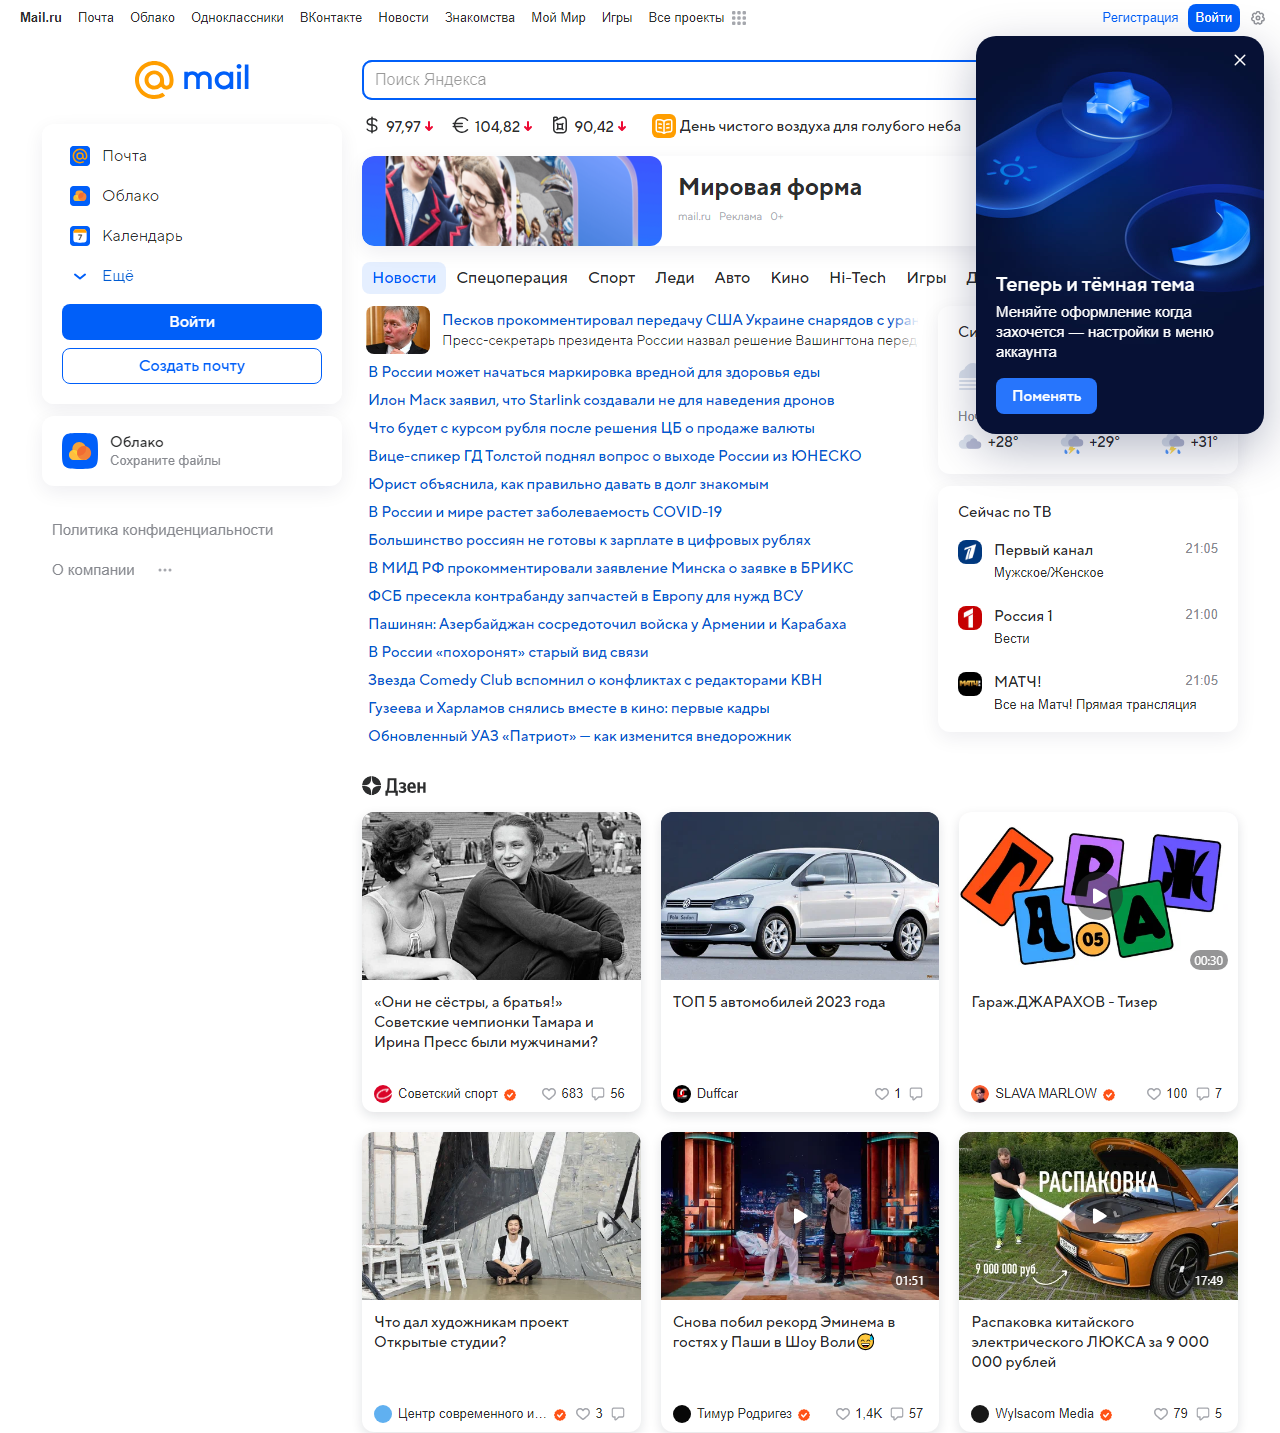 Mail.ru Почта Облако Одноклассники ВКонтакте Новости Знакомства Мой Мир Игры Все проекты Регистрация Войти
mail
Поиск Яндекса
97,97 104,82 90,42 День чистого воздуха для голубого неба
Почта
Облако
7 Календарь
Ещё
Войти
Создать почту
Облако
Сохраните файлы
Политика конфиденциальности
О компании
Мировая форма
mail.ru Реклама 0+
Новости Спецоперация Спорт Леди Авто Кино Hi-Tech Игры
Песков прокомментировал передачу США Украине снарядов с
Пресс-секретарь президента России назвал решение Вашингтона
В России может начаться маркировка вредной для здоровья еды
Илон Маск заявил, что Starlink создавали не для наведения дронов
Что будет с курсом рубля после решения ЦБ о продаже валюты
Вице-спикер ГД Толстой поднял вопрос о выходе России из ЮНЕСКО
Юрист объяснила, как правильно давать в долг знакомым
В России и мире растет заболеваемость COVID-19
Большинство россиян не готовы к зарплате в цифровых рублях
В МИД РФ прокомментировали заявление Минска о заявке в БРИКС
ФСБ пресекла контрабанду запчастей в Европу для нужд ВСУ
Пашинян: Азербайджан сосредоточил войска у Армении и Карабаха
В России «похоронят» старый вид связи
Звезда Comedy Club вспомнил о конфликтах с редакторами КВН
Гузеева и Харламов снялись вместе в кино: первые кадры
Обновленный УАЗ «Патриот» — как изменится внедорожник
Теперь и тёмная тема
Меняйте оформление когда
захочется — настройки в меню
аккаунта
Поменять
+28° +29° +31°
Сейчас по ТВ
Первый канал 21:05
Мужское/Женское
Россия 1 21:00
Вести
МАТЧ! 21:05
Все на Матч! Прямая трансляция
Дзен
«Они не сёстры, а братья!»
Советские чемпионки Тамара и
Ирина Пресс были мужчинами?
Советский спорт 683 56
Polo Sedan
ТОП 5 автомобилей 2023 года
Duffcar 1
ГАРАЖ
05
00:30
Гараж.ДЖАРАХОВ - Тизер
SLAVA MARLOW 100 7
Что дал художникам проект
Открытые студии?
Центр современного и... 3
01:51
Снова побил рекорд Эминема в
гостях у Паши в Шоу Воли😅
Тимур Родригез 1,4K 57
РАСПАКОВКА
9 000 000 руб.
17:49
Распаковка китайского
электрического ЛЮКСА за 9 000
000 рублей
Wylsacom Media 79 5